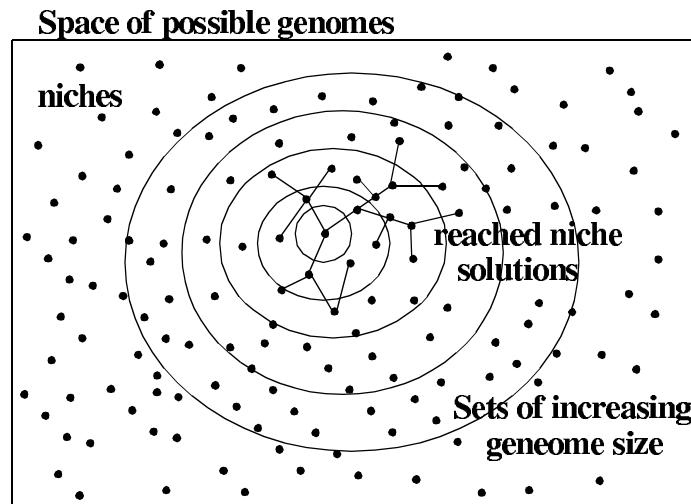 Space of possible genomes
niches
reached niche
solutions
Sets of increasing
geneome size